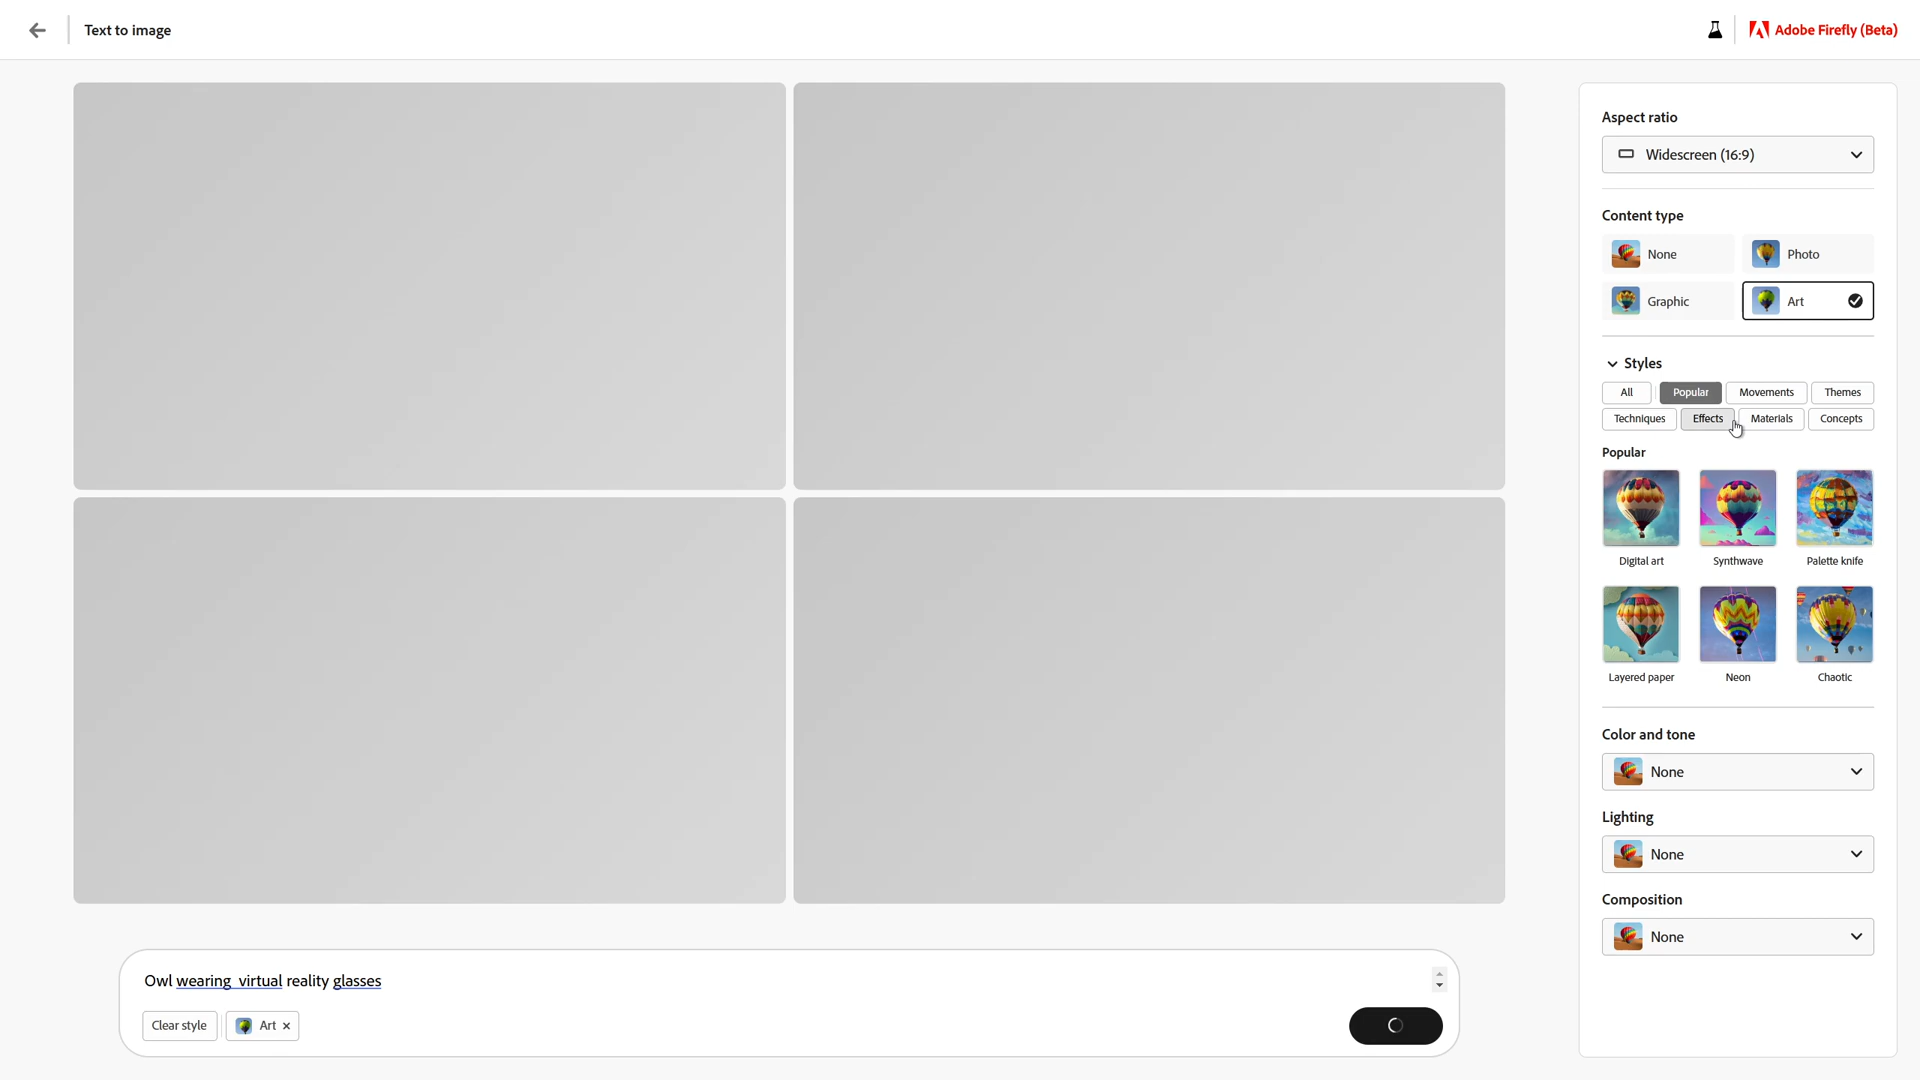 Text to image
Adobe Firefly (Beta)
Aspect ratio
Widescreen (16:9)
Content type
None
Photo
Graphic
Art
Styles
All
Popular
Movements
Themes
Techniques
Effects
Materials
Concepts
Popular
Digital art
Synthwave
Palette knife
Layered paper
Neon
Chaotic
Color and tone
None
Lighting
None
Composition
None
Owl wearing  virtual reality glasses
Clear style
Art